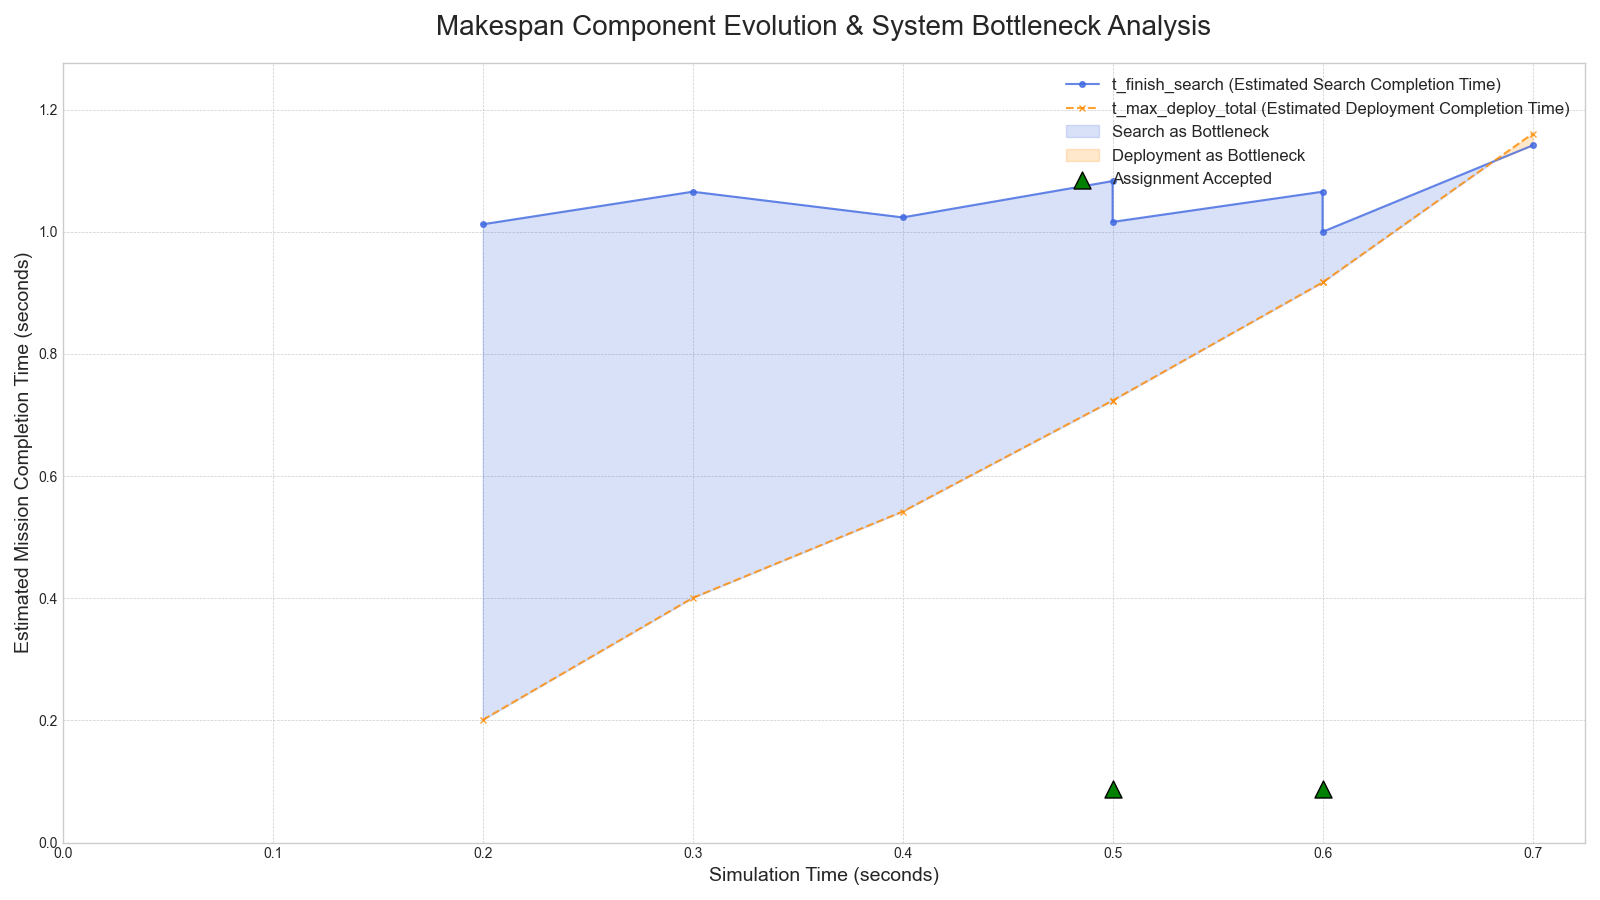 Makespan Component Evolution & System Bottleneck Analysis
t_finish_search (Estimated Search Completion Time)
t_max_deploy_total (Estimated Deployment Completion Time)
Search as Bottleneck
Deployment as Bottleneck
Assignment Accepted
Estimated Mission Completion Time (seconds)
1.2
1.0
0.8
0.6
0.4
0.2
0.0
0.0 0.1 0.2 0.3 0.4 0.5 0.6 0.7
Simulation Time (seconds)